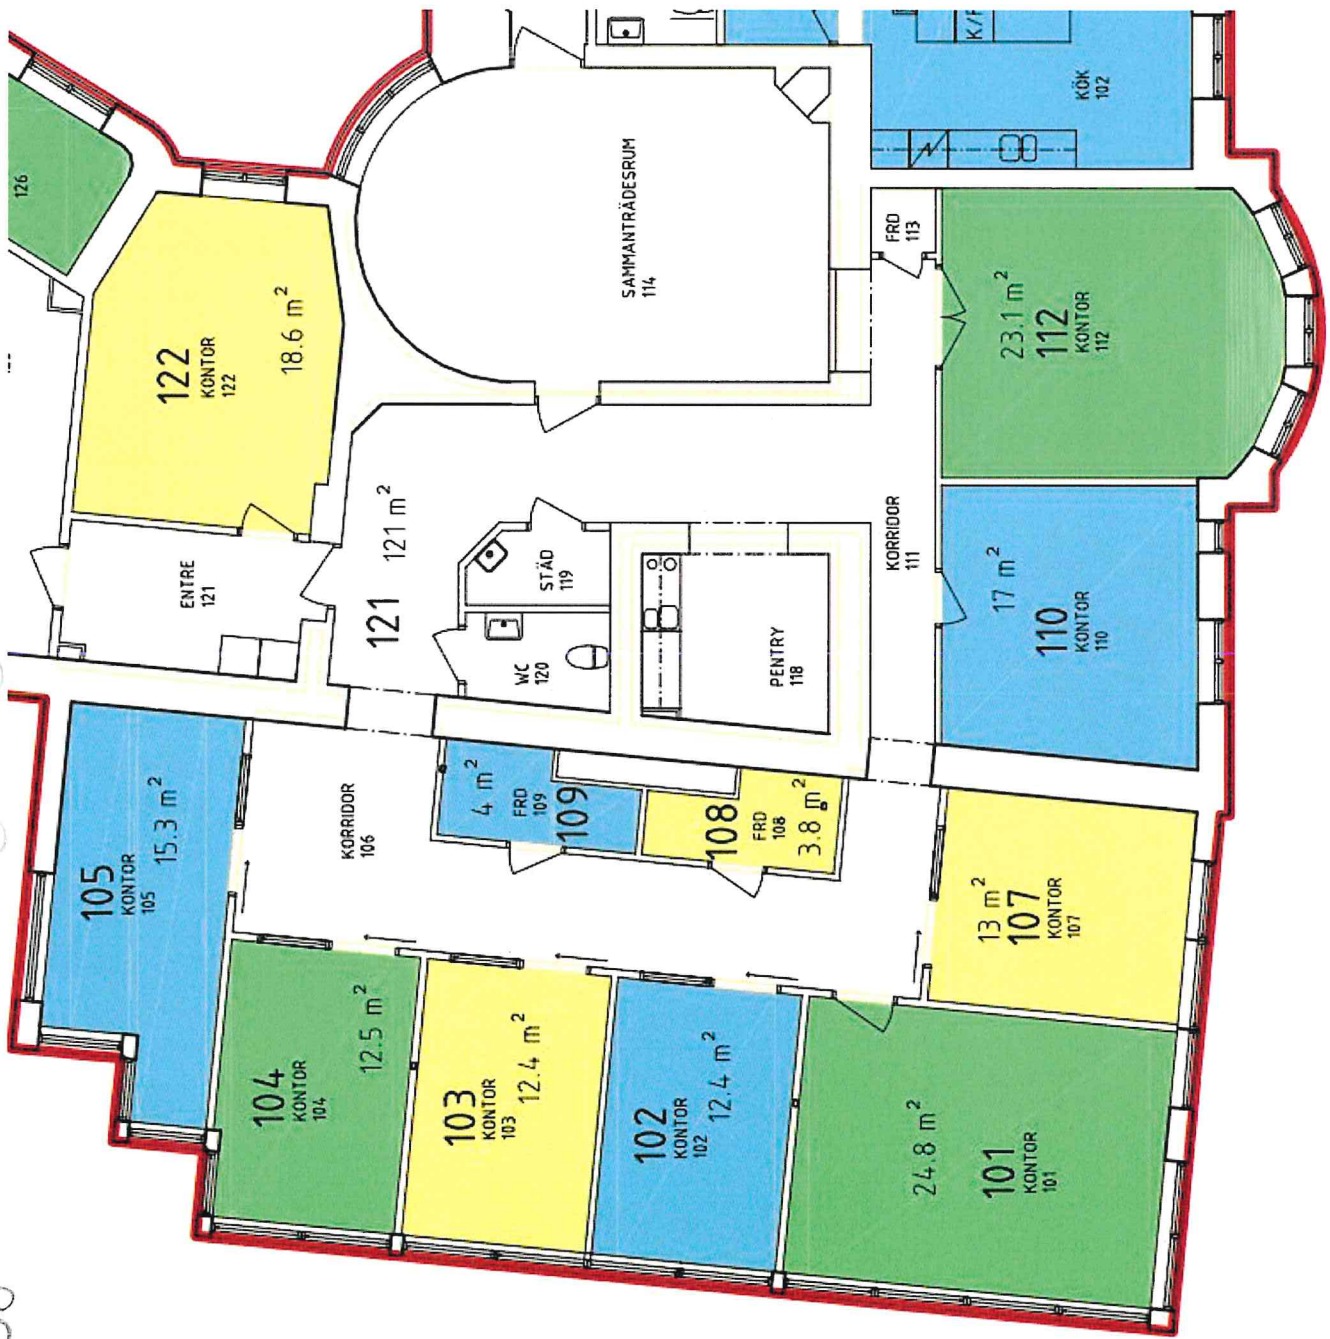 126
122
KONTOR
122
18.6 m²
SAMMANTRÄDESRUM
114
K/F
KÖK
102
FRD
113
23.1 m²
112
KONTOR
112
ENTRE
121
121
121 m²
STÄD
119
WC
120
PENTRY
118
KORRIDOR
111
17 m²
110
KONTOR
110
105
KONTOR
105
15.3 m²
KORRIDOR
106
4 m²
FRD
109
109
108
FRD
108
3.8 m²
13 m²
107
KONTOR
107
104
KONTOR
104
12.5 m²
103
KONTOR
103
12.4 m²
102
KONTOR
102
12.4 m²
24.8 m²
101
KONTOR
101